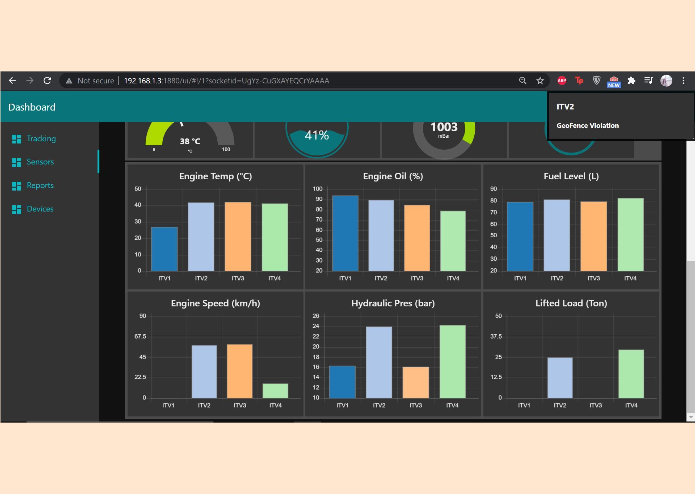 Not secure | 192.168.1.3:1880/ui/#!/1?socketid=UgYz-CuGXAYEQCrYAAAA
ABP
Tp
NEW
Dashboard
ITV2
GeoFence Violation
Tracking
Sensors
Reports
Devices
38 °C
0
100
41%
1003
mBar
Engine Temp (°C)
50
40
30
20
10
0
ITV1 ITV2 ITV3 ITV4
Engine Oil (%)
100
90
80
70
60
50
40
30
20
ITV1 ITV2 ITV3 ITV4
Fuel Level (L)
90
80
70
60
50
40
30
20
ITV1 ITV2 ITV3 ITV4
Engine Speed (km/h)
90
67.5
45
22.5
0
ITV1 ITV2 ITV3 ITV4
Hydraulic Pres (bar)
26
24
22
20
18
16
14
12
10
ITV1 ITV2 ITV3 ITV4
Lifted Load (Ton)
50
37.5
25
12.5
0
ITV1 ITV2 ITV3 ITV4